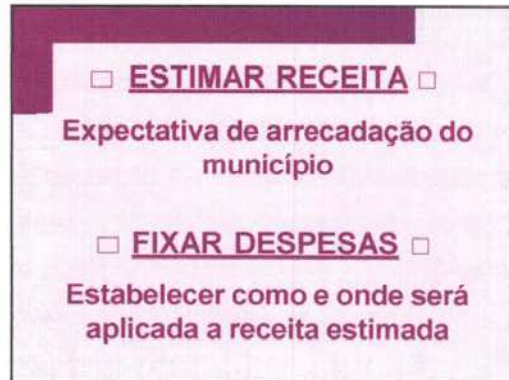 □ ESTIMAR RECEITA □
Expectativa de arrecadação do
município
□ FIXAR DESPESAS □
Estabelecer como e onde será
aplicada a receita estimada